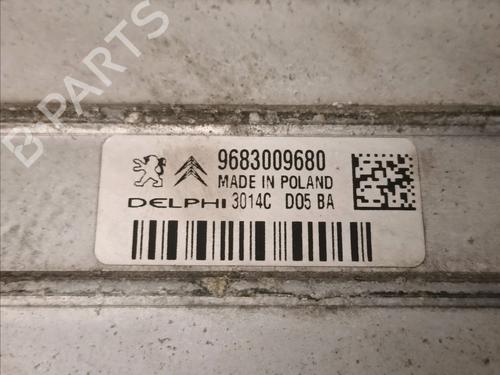 B-PARTS
9683009680
MADE IN POLAND
DELPHI 3014C D05 BA